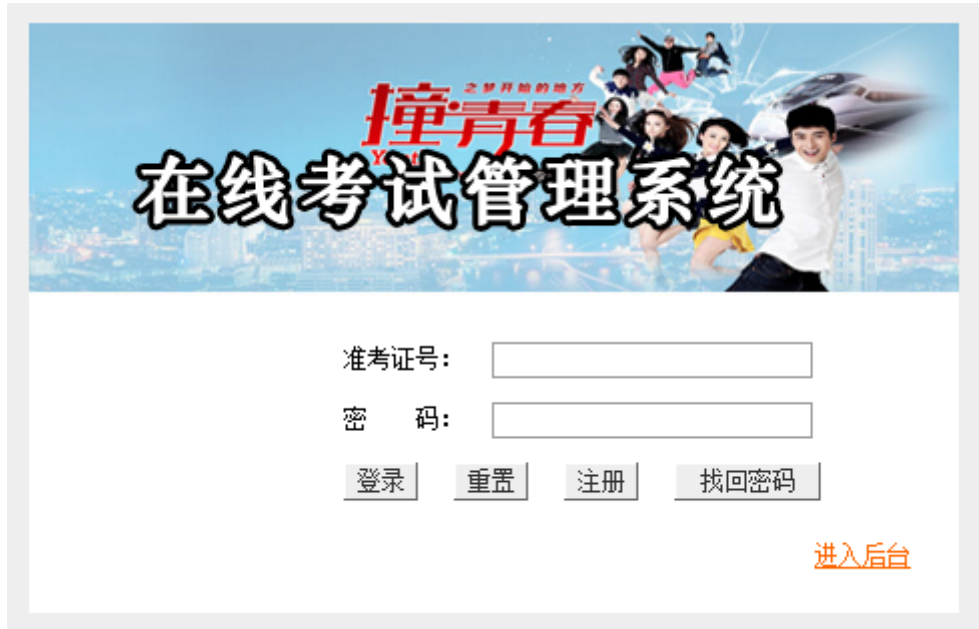 之梦开始的地方
撞青春
在线考试管理系统
准考证号：
密 码：
登录 重置 注册 找回密码
进入后台